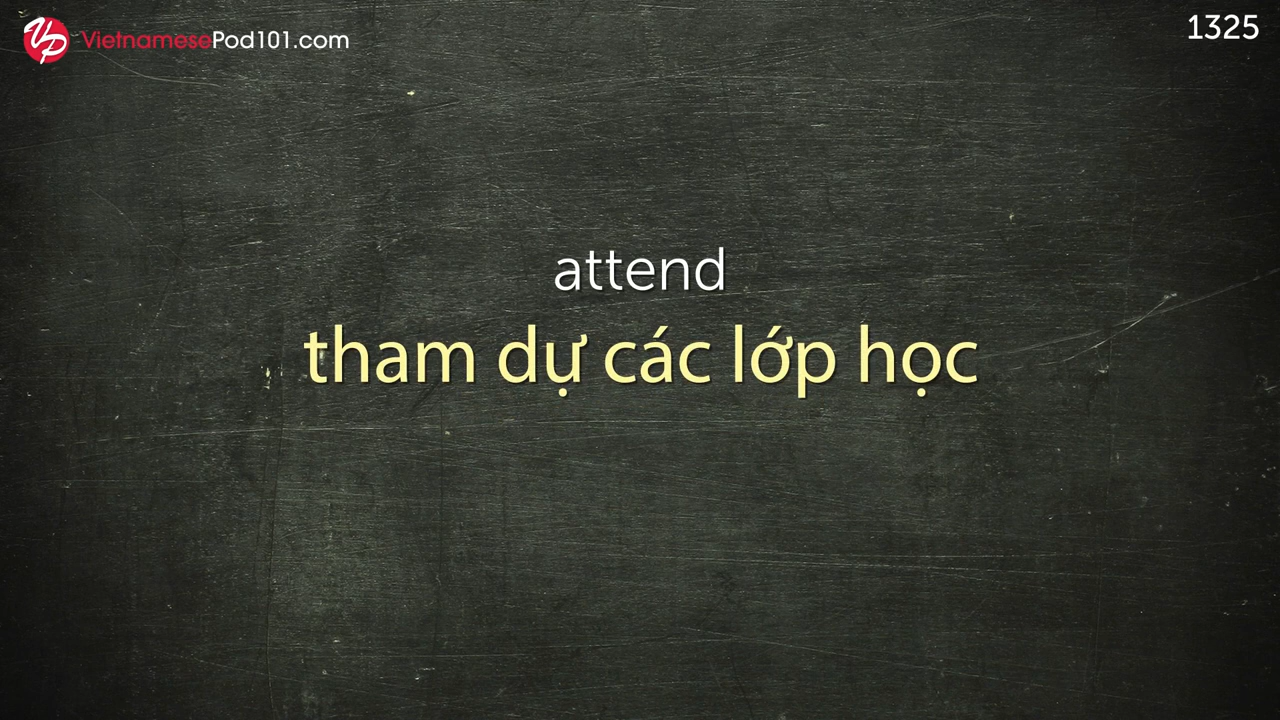 VietnamesePod101.com
1325
attend
tham dự các lớp học